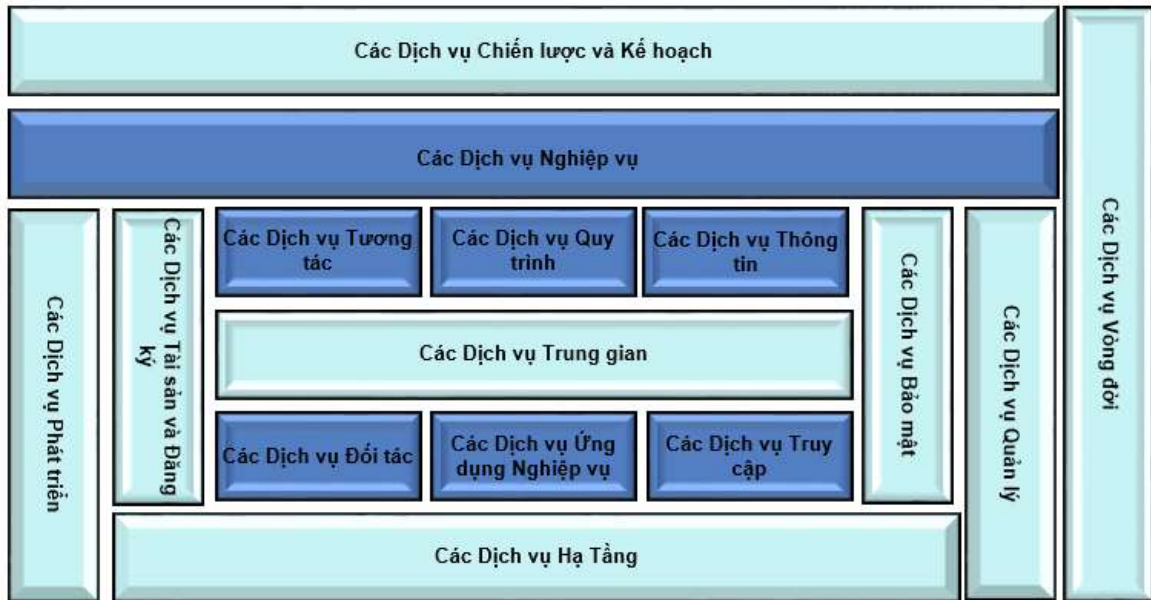 Các Dịch vụ Chiến lược và Kế hoạch
Các Dịch vụ Nghiệp vụ
Các Dịch vụ Phát triển
Các Dịch vụ Tài sản và Đăng
ký
Các Dịch vụ Tương
tác
Các Dịch vụ Quy
trình
Các Dịch vụ Thông
tin
Các Dịch vụ Trung gian
Các Dịch vụ Đối tác
Các Dịch vụ Ứng
dụng Nghiệp vụ
Các Dịch vụ Truy
cập
Các Dịch vụ Bảo mật
Các Dịch vụ Quản lý
Các Dịch vụ Vòng đời
Các Dịch vụ Hạ Tầng